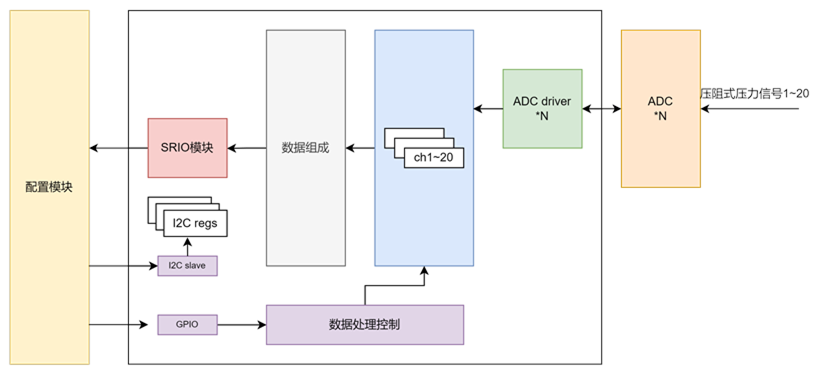 配置模块
SRIO模块
I2C regs
I2C slave
GPIO
数据组成
数据处理控制
ch1~20
ADC driver
*N
ADC
*N
压阻式压力信号1~20